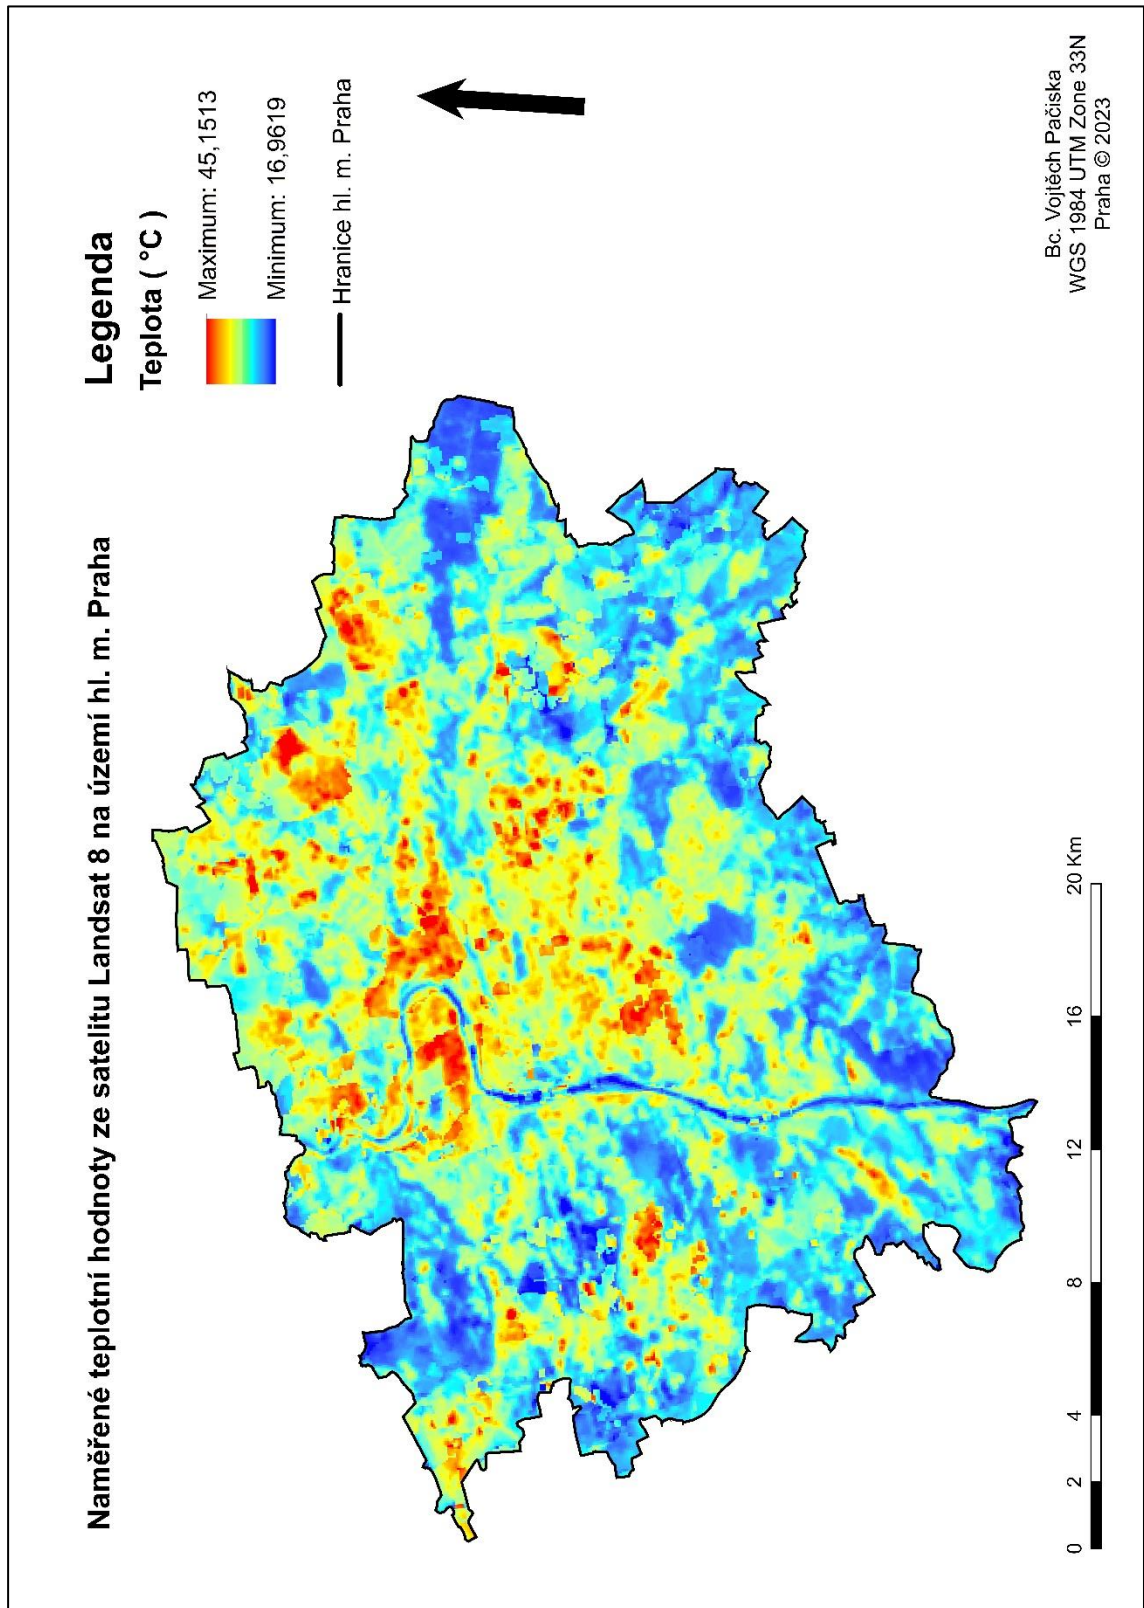 Naměřené teplotní hodnoty ze satelitu Landsat 8 na území hl. m. Praha
Legenda
Teplota ( °C )
Maximum: 45,1513
Minimum: 16,9619
Hranice hl. m. Praha
0 2 4 8 12 16 20 Km
Bc. Vojtěch Pačiska
WGS 1984 UTM Zone 33N
Praha © 2023